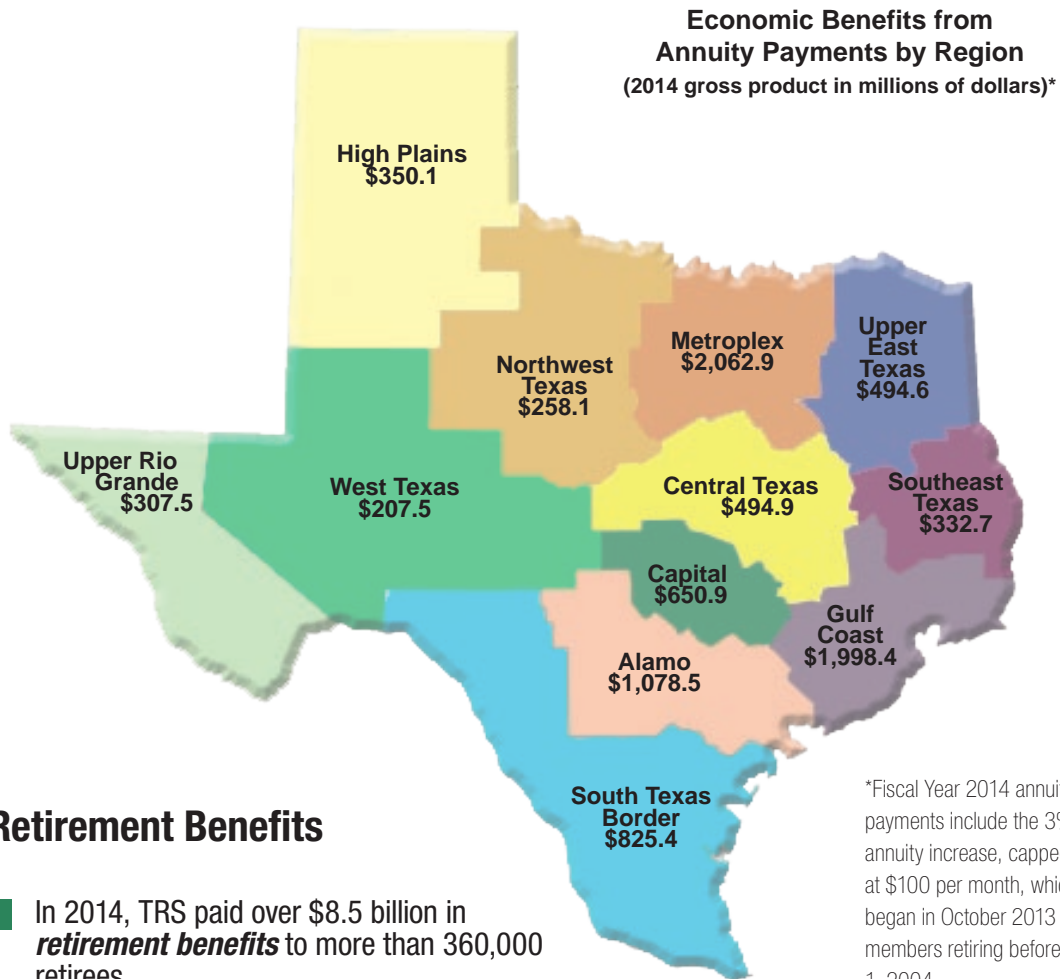 Economic Benefits from
Annuity Payments by Region
(2014 gross product in millions of dollars)*
High Plains
$350.1
Northwest
Texas
$258.1
Metroplex
$2,062.9
Upper
East
Texas
$494.6
Upper Rio
Grande
$307.5
West Texas
$207.5
Central Texas
$494.9
Southeast
Texas
$332.7
Capital
$650.9
Gulf
Coast
$1,998.4
Alamo
$1,078.5
South Texas
Border
$825.4
Retirement Benefits
In 2014, TRS paid over $8.5 billion in
retirement benefits to more than 360,000
retirees
*Fiscal Year 2014
payments include the
annuity increase,
at $100 per month,
began in October 2013
members retiring before
1, 2004